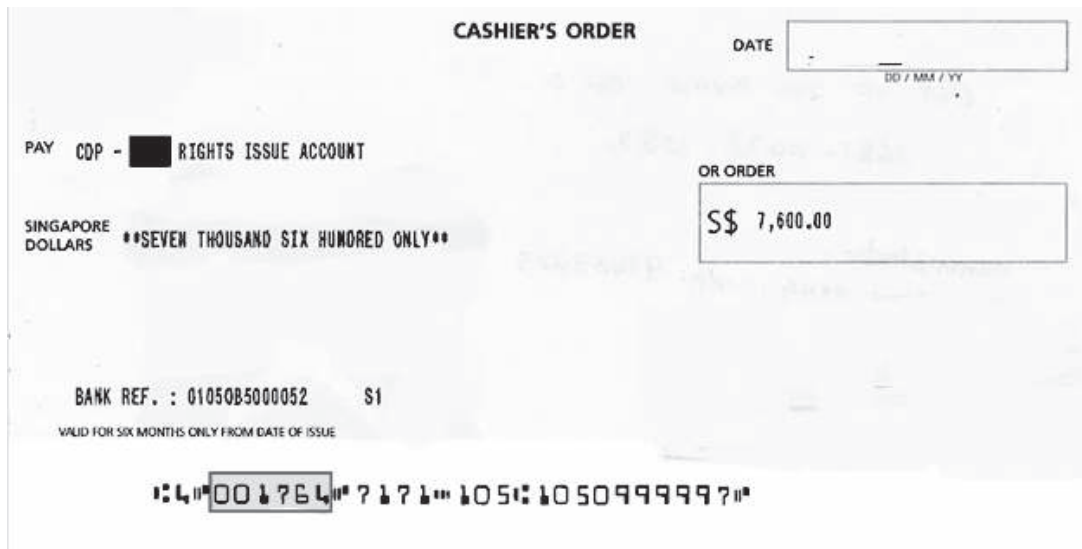 CASHIER'S ORDER
DATE
DD / MM / YY
PAY CDP - RIGHTS ISSUE ACCOUNT
OR ORDER
SINGAPORE DOLLARS **SEVEN THOUSAND SIX HUNDRED ONLY**
S$ 7,600.00
BANK REF. : 0105OB5000052 S1
VALID FOR SIX MONTHS ONLY FROM DATE OF ISSUE
⑆4⑈001764⑈7171⑉105⑆1050999997⑈